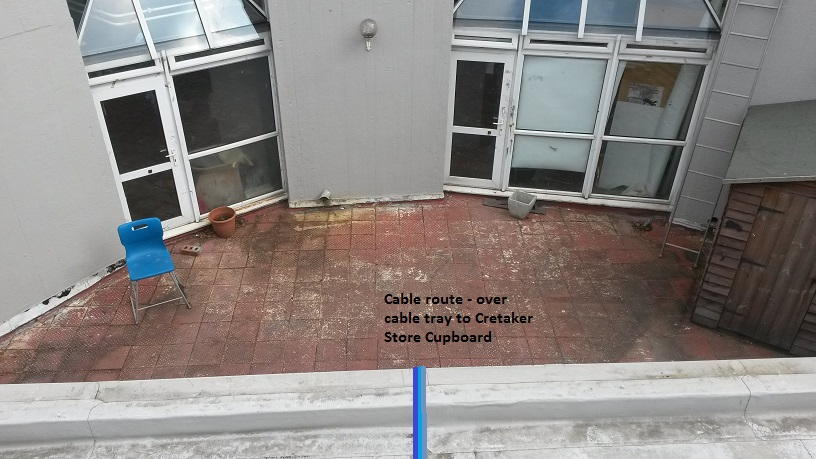 Cable route - over
cable tray to Cretaker
Store Cupboard